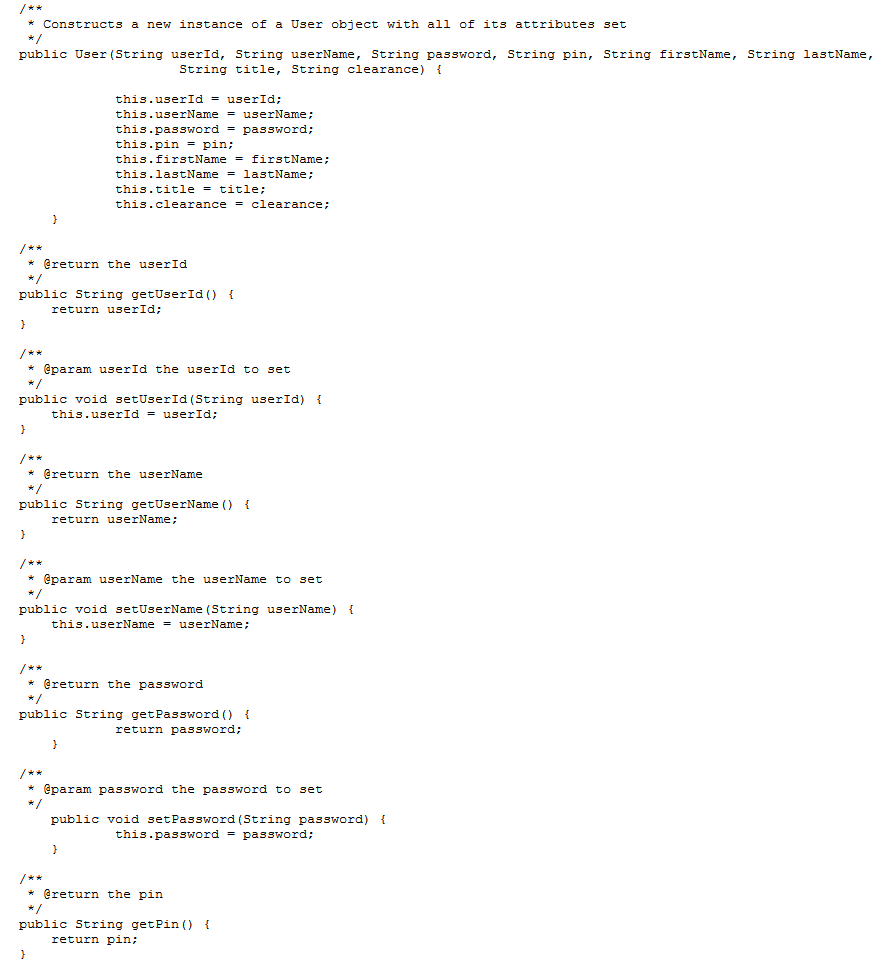 /**
 * Constructs a new instance of a User object with all of its attributes set
 */
public User(String userId, String userName, String password, String pin, String firstName, String lastName,
                    String title, String clearance) {

            this.userId = userId;
            this.userName = userName;
            this.password = password;
            this.pin = pin;
            this.firstName = firstName;
            this.lastName = lastName;
            this.title = title;
            this.clearance = clearance;
    }

/**
 * @return the userId
 */
public String getUserId() {
    return userId;
}

/**
 * @param userId the userId to set
 */
public void setUserId(String userId) {
    this.userId = userId;
}

/**
 * @return the userName
 */
public String getUserName() {
    return userName;
}

/**
 * @param userName the userName to set
 */
public void setUserName(String userName) {
    this.userName = userName;
}

/**
 * @return the password
 */
public String getPassword() {
            return password;
    }

/**
 * @param password the password to set
 */
    public void setPassword(String password) {
            this.password = password;
    }

/**
 * @return the pin
 */
public String getPin() {
    return pin;
}